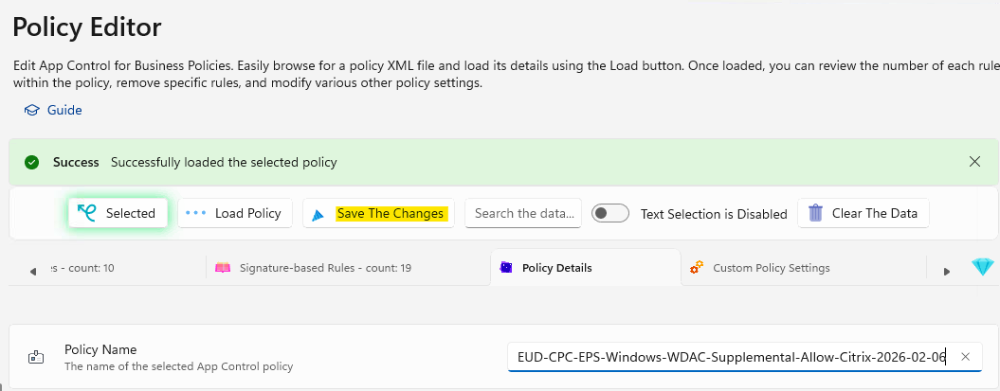 Policy Editor
Edit App Control for Business Policies. Easily browse for a policy XML file and load its details using the Load button. Once loaded, you can review the number of each rule
within the policy, remove specific rules, and modify various other policy settings.
Guide
Success Successfully loaded the selected policy
Selected Load Policy Save The Changes Search the data... Text Selection is Disabled Clear The Data
es - count: 10 Signature-based Rules - count: 19 Policy Details Custom Policy Settings
Policy Name
The name of the selected App Control policy
EUD-CPC-EPS-Windows-WDAC-Supplemental-Allow-Citrix-2026-02-06